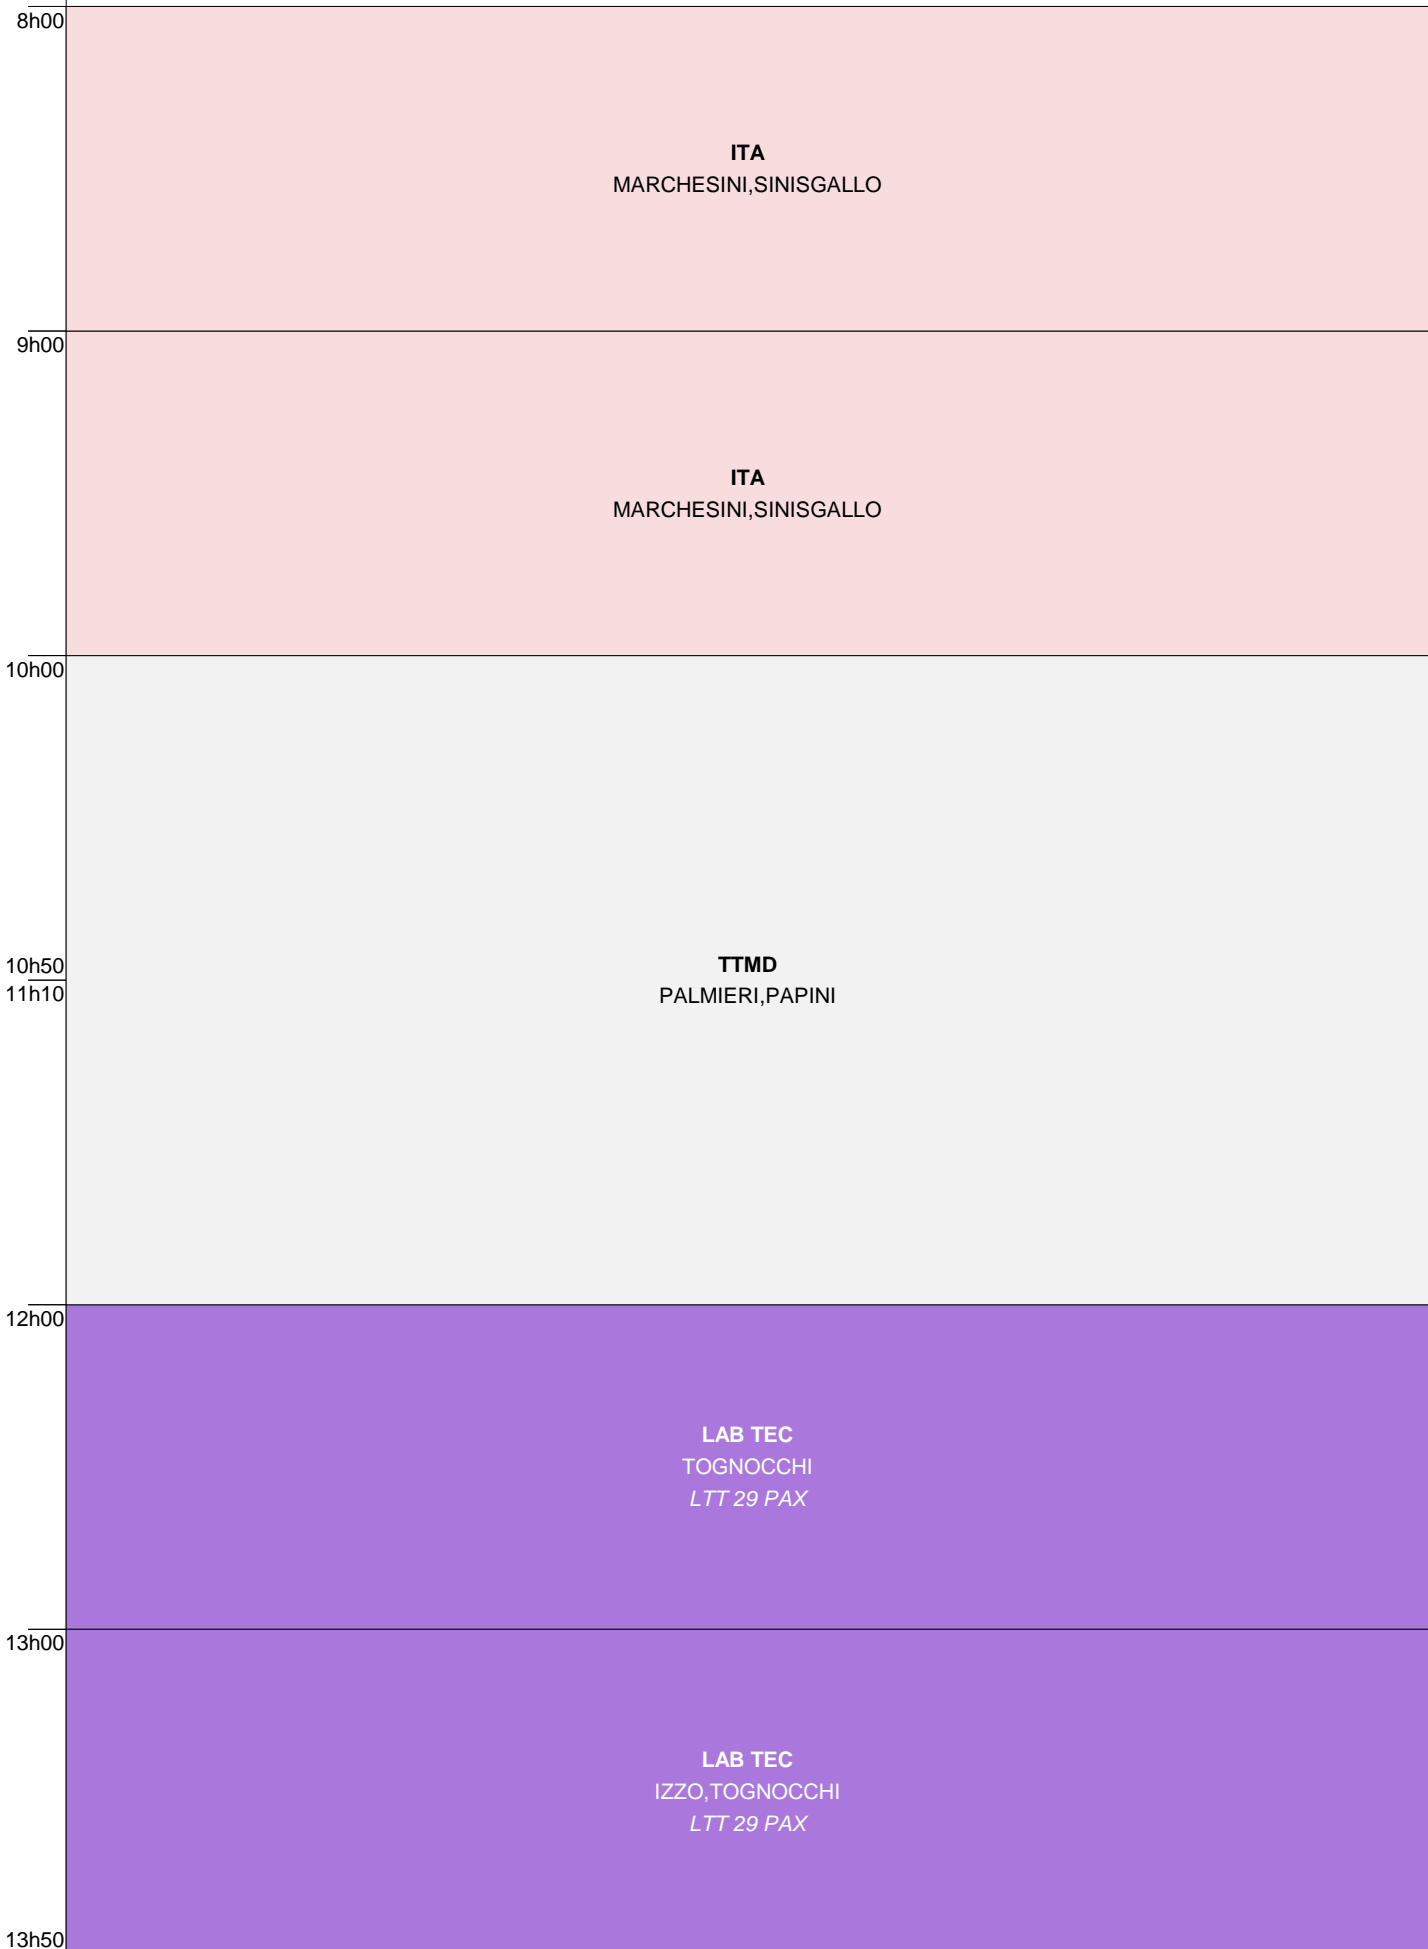 8h00
ITA
MARCHESINI,SINISGALLO
9h00
ITA
MARCHESINI,SINISGALLO
10h00
10h50
11h10
TTMD
PALMIERI,PAPINI
12h00
LAB TEC
TOGNOCCHI
LTT 29 PAX
13h00
LAB TEC
IZZO,TOGNOCCHI
LTT 29 PAX
13h50